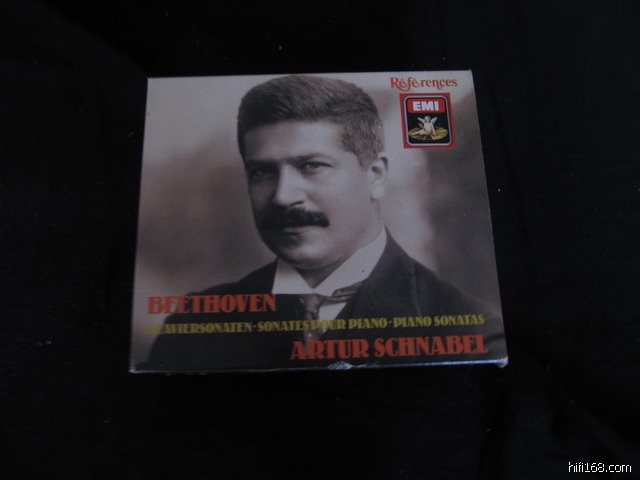 Références
EMI
BEETHOVEN
KLAVIERSONATEN·SONATES POUR PIANO·PIANO SONATAS
ARTUR SCHNABEL
hifi168.com